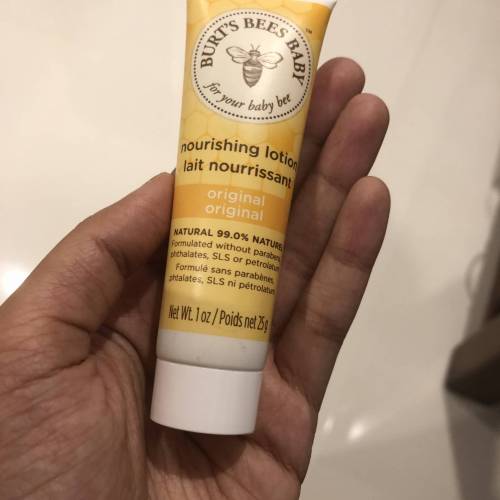 BURT'S BEES BABY
™
for your baby bee
nourishing lotion
lait nourrissant
original
original
NATURAL 99.0%
Formulated without parabens,
phthalates, SLS or petrolatum
Formulé sans parabènes,
phtalates, SLS ni pétrolatum
Net Wt. 1 oz / Poids net 25 g